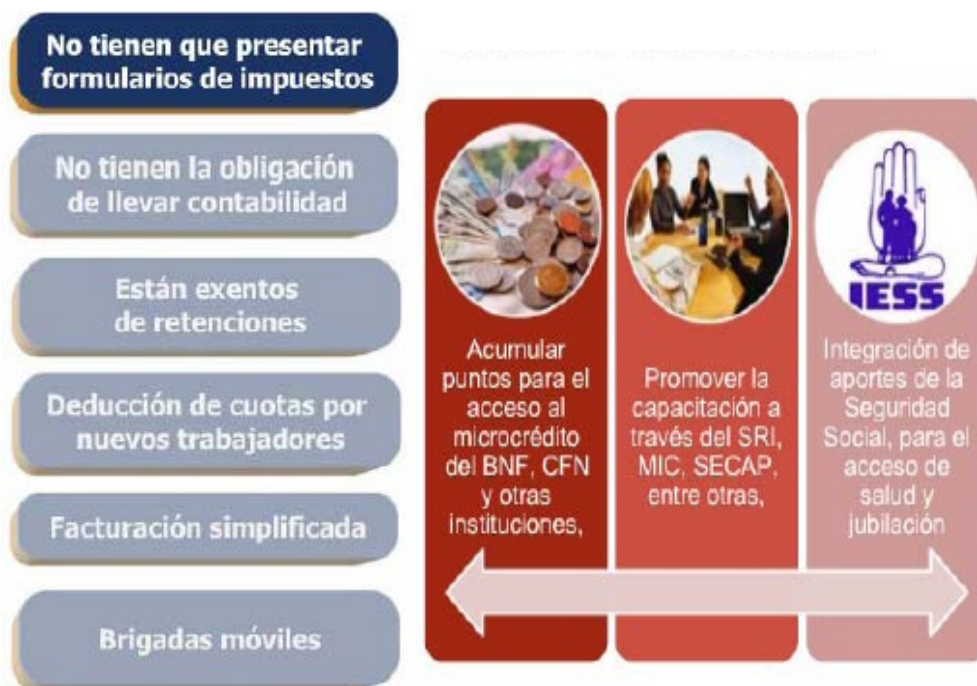 No tienen que presentar
formularios de impuestos
No tienen la obligación
de llevar contabilidad
Están exentos
de retenciones
Deducción de cuotas por
nuevos trabajadores
Facturación simplificada
Brigadas móviles
Acumular
puntos para el
acceso al
microcrédito
del BNF, CFN
y otras
instituciones,
Promover la
capacitación a
través del SRI,
MIC, SECAP,
entre otras,
IESS
Integración de
aportes de la
Seguridad
Social, para el
acceso de
salud y
jubilación